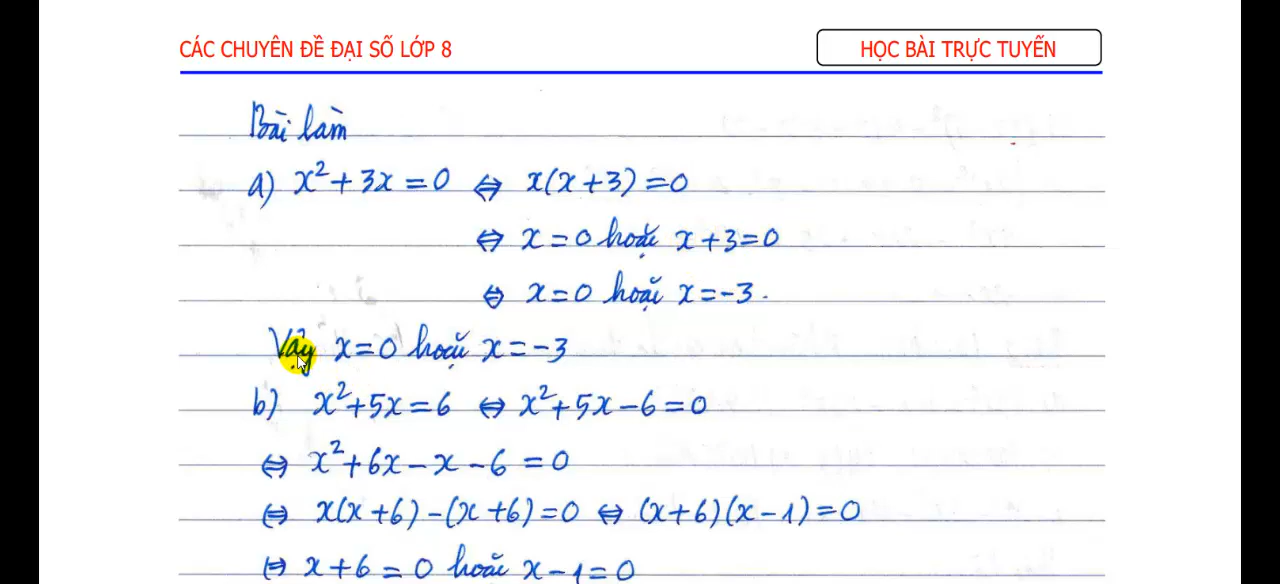 CÁC CHUYÊN ĐỀ ĐẠI SỐ LỚP 8
HỌC BÀI TRỰC TUYẾN
Bài làm
a) x² + 3x = 0 ⇔ x(x + 3) = 0
⇔ x = 0 hoặc x + 3 = 0
⇔ x = 0 hoặc x = -3.
Vậy x = 0 hoặc x = -3
b) x² + 5x = 6 ⇔ x² + 5x - 6 = 0
⇔ x² + 6x - x - 6 = 0
⇔ x(x + 6) - (x + 6) = 0 ⇔ (x + 6)(x - 1) = 0
⇔ x + 6 = 0 hoặc x - 1 = 0